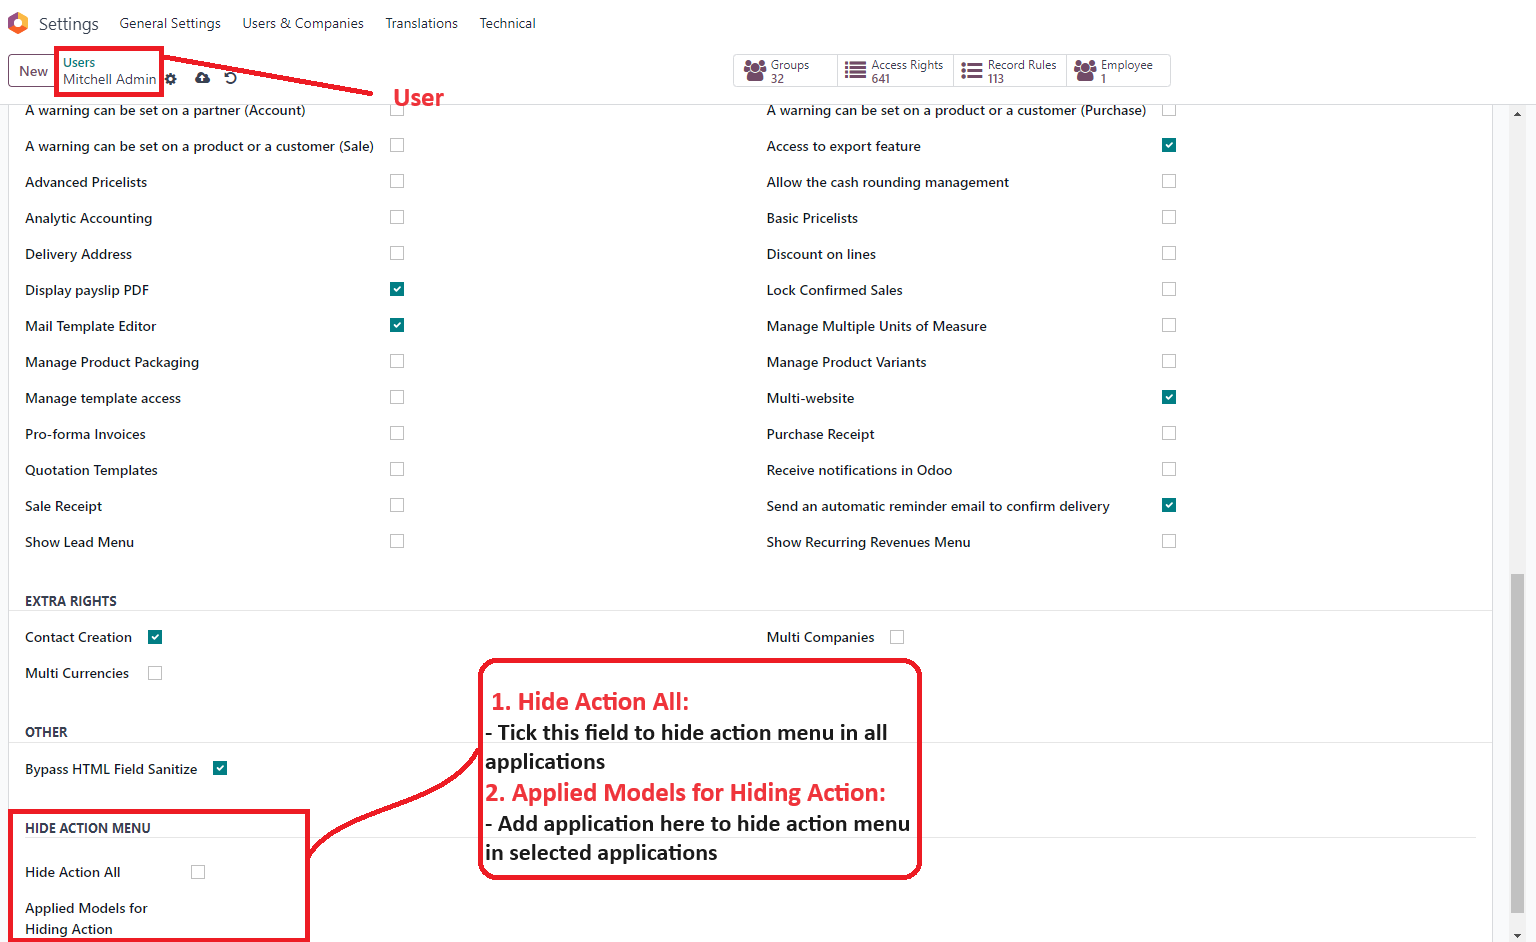 Settings General Settings Users & Companies Translations Technical
New Users Groups Access Rights Record Rules Employee
Mitchell Admin 32 641 113 1
User
A warning can be set on a partner (Account) A warning can be set on a product or a customer (Purchase)
A warning can be set on a product or a customer (Sale) Access to export feature
Advanced Pricelists Allow the cash rounding management
Analytic Accounting Basic Pricelists
Delivery Address Discount on lines
Display payslip PDF Lock Confirmed Sales
Mail Template Editor Manage Multiple Units of Measure
Manage Product Packaging Manage Product Variants
Manage template access Multi-website
Pro-forma Invoices Purchase Receipt
Quotation Templates Receive notifications in Odoo
Sale Receipt Send an automatic reminder email to confirm delivery
Show Lead Menu Show Recurring Revenues Menu
EXTRA RIGHTS
Contact Creation Multi Companies
Multi Currencies
1. Hide Action All:
- Tick this field to hide action menu in all
applications
2. Applied Models for Hiding Action:
- Add application here to hide action menu
in selected applications
OTHER
Bypass HTML Field Sanitize
HIDE ACTION MENU
Hide Action All
Applied Models for
Hiding Action